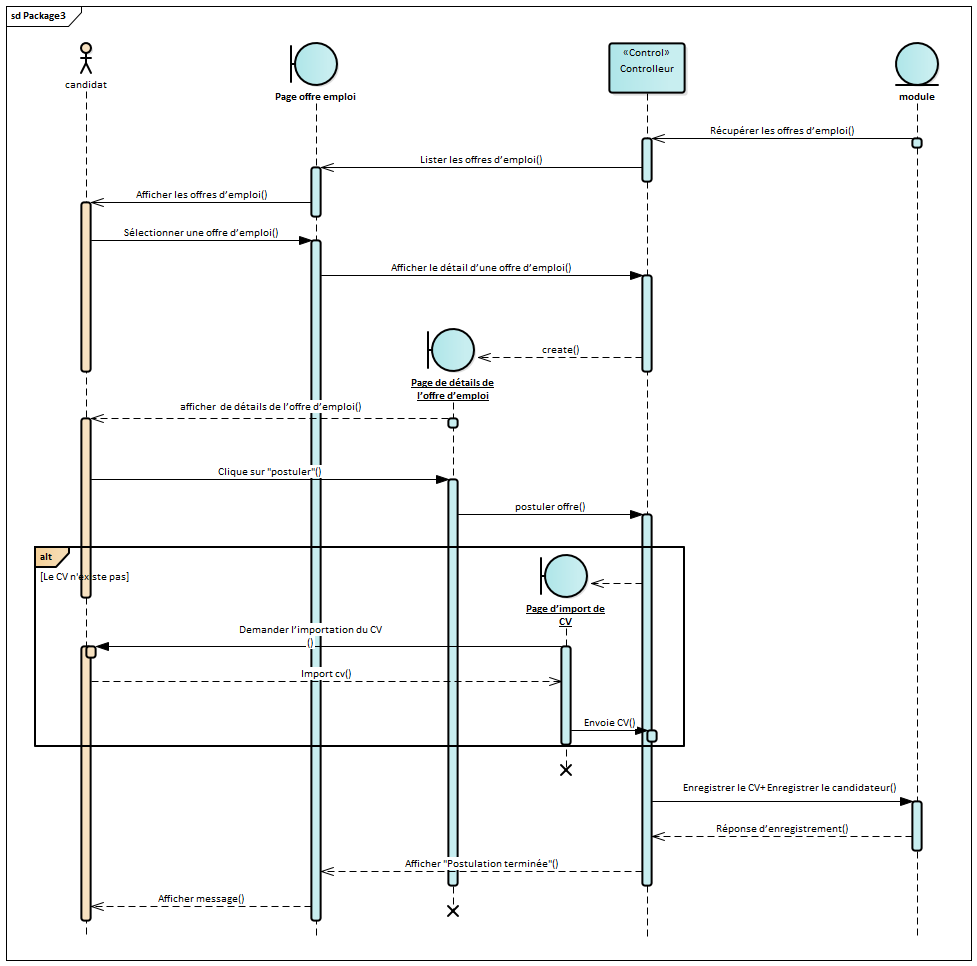 sd Package3
candidat
Page offre emploi
«Control»
Controlleur
module
Récupérer les offres d'emploi()
Lister les offres d'emploi()
Afficher les offres d'emploi()
Sélectionner une offre d'emploi()
Afficher le détail d'une offre d'emploi()
create()
Page de détails de
l'offre d'emploi
afficher de détails de l'offre d'emploi()
Clique sur "postuler"()
postuler offre()
alt
[Le CV n'existe pas]
Page d'import de
CV
Demander l'importation du CV
()
Import cv()
Envoie CV()
Enregistrer le CV+Enregistrer le candidateur()
Réponse d'enregistrement()
Afficher "Postulation terminée"()
Afficher message()